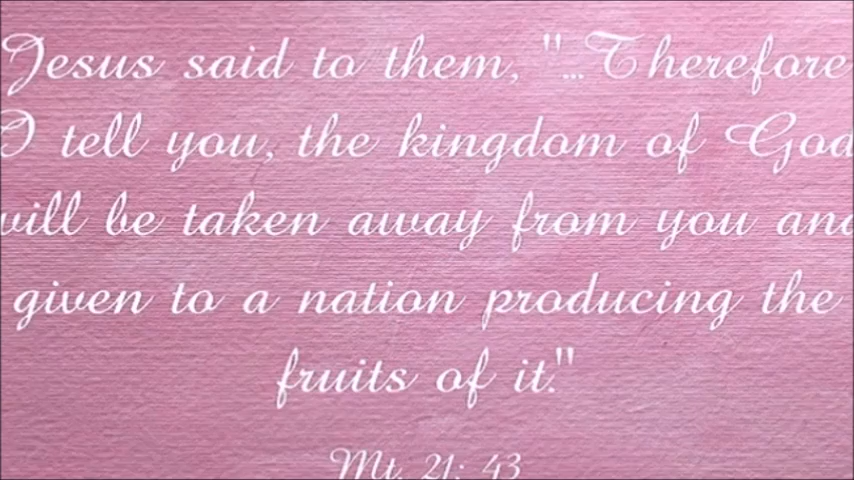 Jesus said to them, "...Therefore
I tell you, the kingdom of God
will be taken away from you and
given to a nation producing the
fruits of it."
Mt. 21: 43